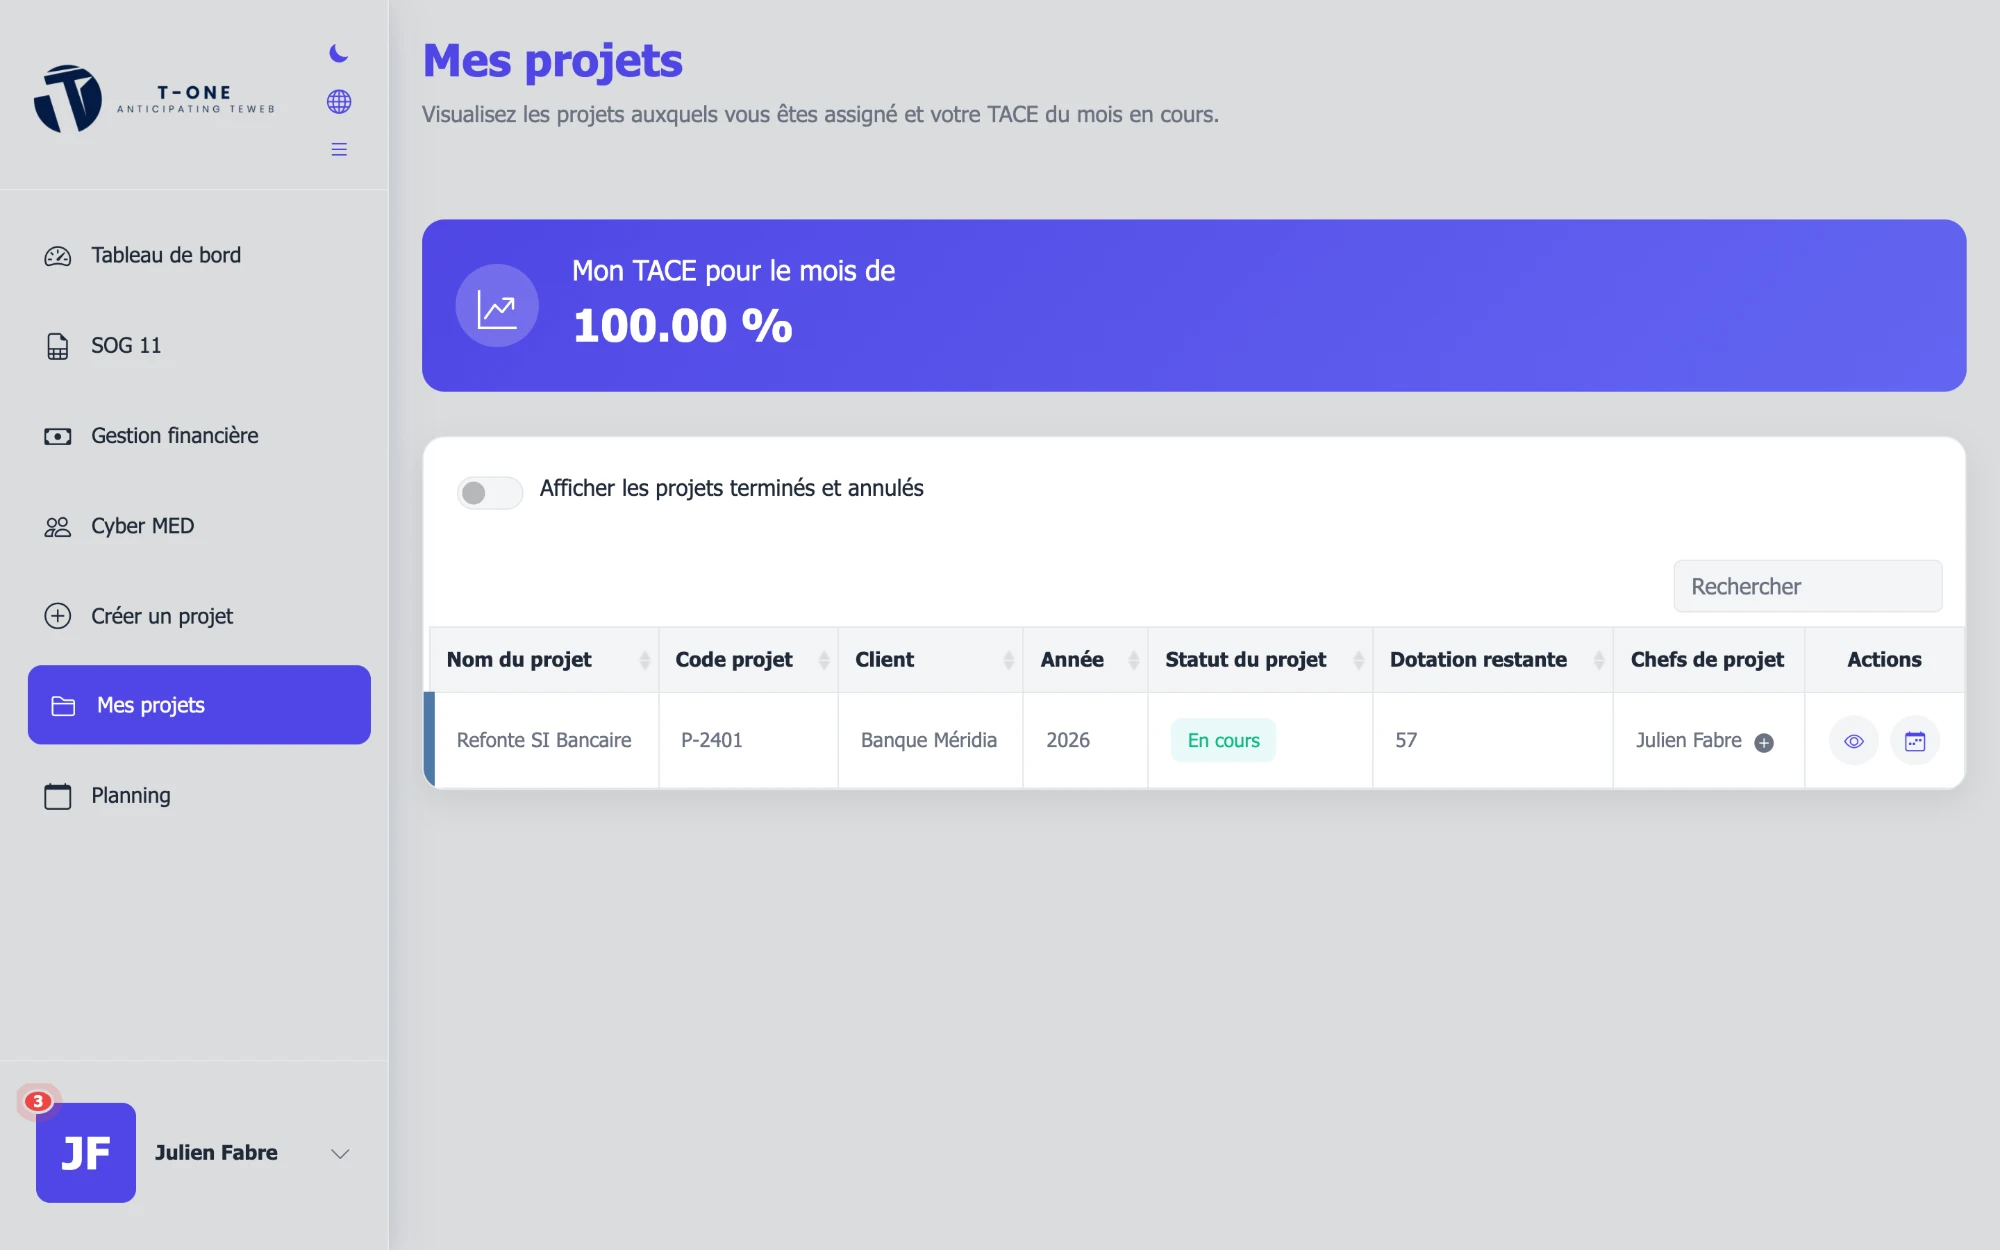 T-ONE
ANTICIPATING TEWEB
Tableau de bord
SOG 11
Gestion financière
Cyber MED
Créer un projet
Mes projets
Planning
3
JF
Julien Fabre
Mes projets
Visualisez les projets auxquels vous êtes assigné et votre TACE du mois en cours.
Mon TACE pour le mois de
100.00 %
Afficher les projets terminés et annulés
Rechercher
Nom du projet Code projet Client Année Statut du projet Dotation restante Chefs de projet Actions
Refonte SI Bancaire P-2401 Banque Méridia 2026 En cours 57 Julien Fabre